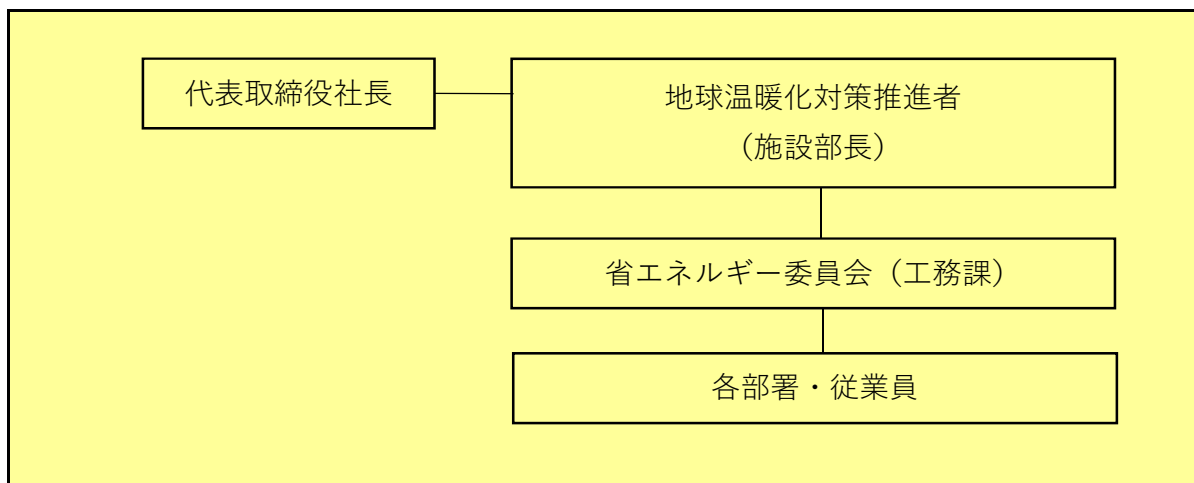 代表取締役社長
地球温暖化対策推進者
（施設部長）
省エネルギー委員会（工務課）
各部署・従業員